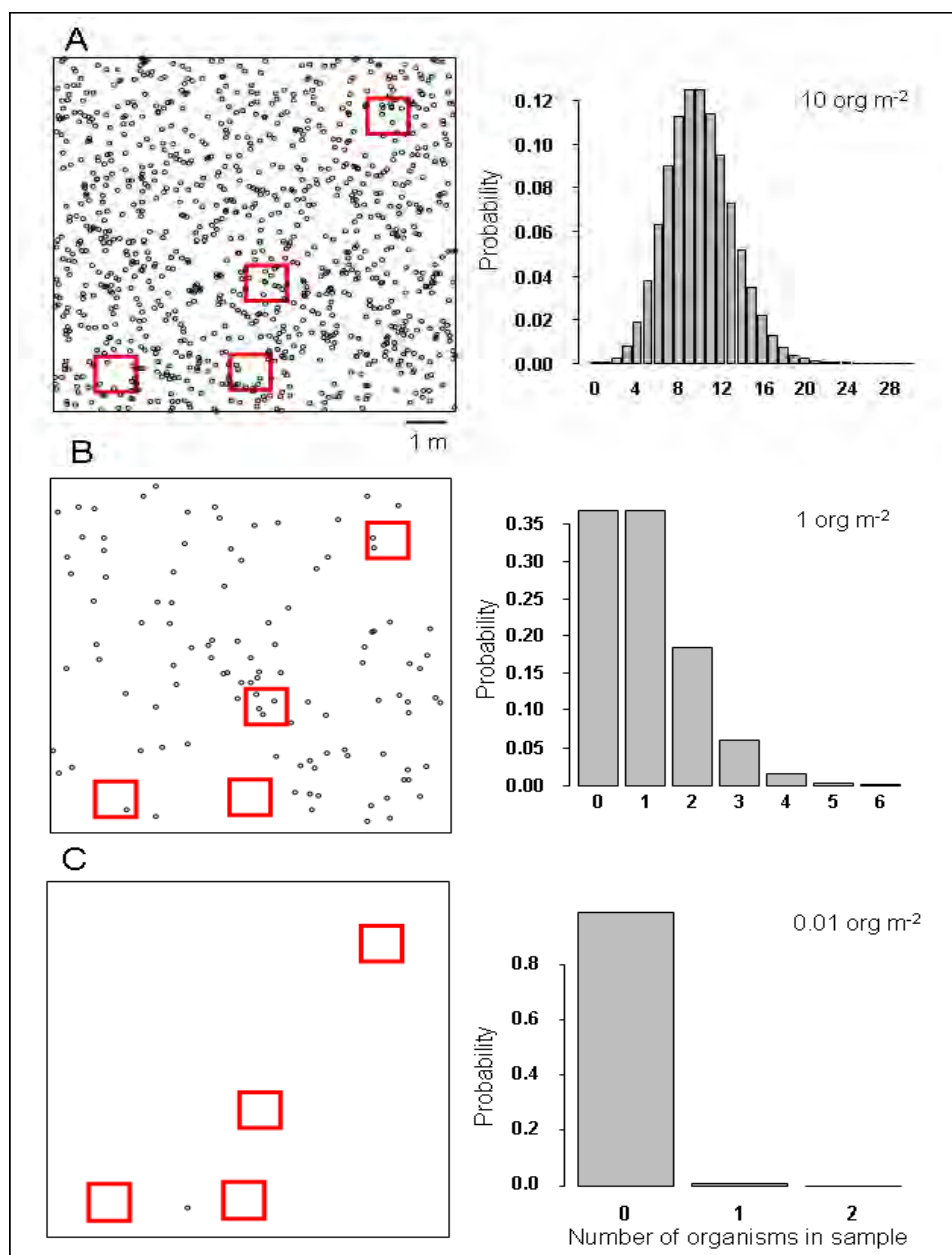 A
10 org m-2
Probability
0.12
0.10
0.08
0.06
0.04
0.02
0.00
0 4 8 12 16 20 24 28
1 m
B
1 org m-2
Probability
0.35
0.30
0.25
0.20
0.15
0.10
0.05
0.00
0 1 2 3 4 5 6
C
0.01 org m-2
Probability
0.8
0.6
0.4
0.2
0.0
0 1 2
Number of organisms in sample